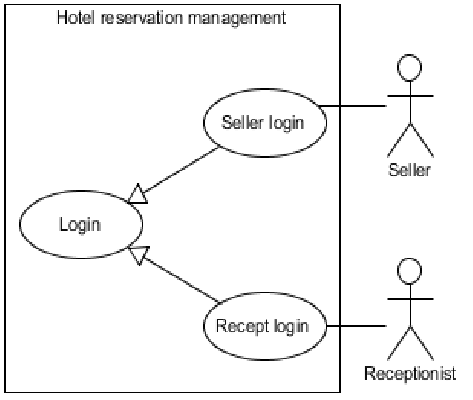 Hotel reservation management
Seller login
Seller
Login
Recept login
Receptionist